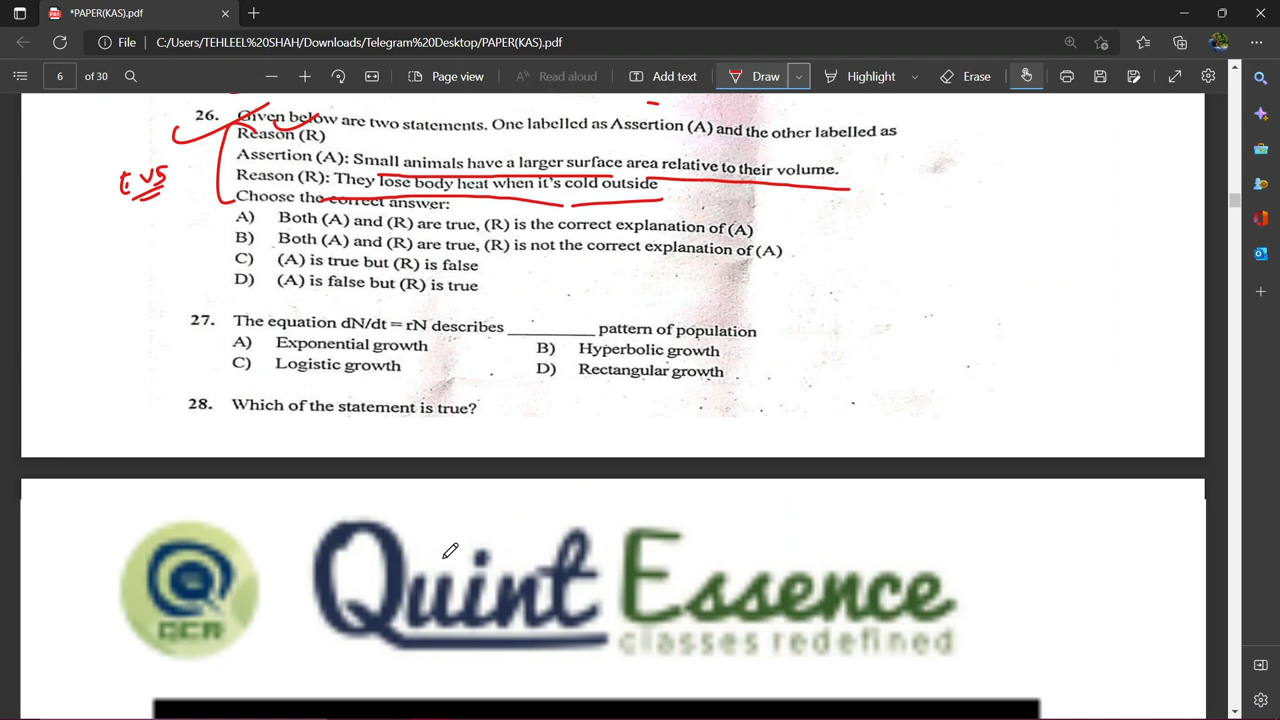 *PAPER(KAS).pdf
File C:/Users/TEHLEEL%20SHAH/Downloads/Telegram%20Desktop/PAPER(KAS).pdf
6 of 30 Page view Read aloud Add text Draw Highlight Erase
26. Given below are two statements. One labelled as Assertion (A) and the other labelled as
Reason (R)
Assertion (A): Small animals have a larger surface area relative to their volume.
Reason (R): They lose body heat when it's cold outside
EVS
Choose the correct answer:
A) Both (A) and (R) are true, (R) is the correct explanation of (A)
B) Both (A) and (R) are true, (R) is not the correct explanation of (A)
C) (A) is true but (R) is false
D) (A) is false but (R) is true
27. The equation dN/dt = rN describes __________ pattern of population
A) Exponential growth B) Hyperbolic growth
C) Logistic growth D) Rectangular growth
28. Which of the statement is true?
QCR
Quint Essence
classes redefined